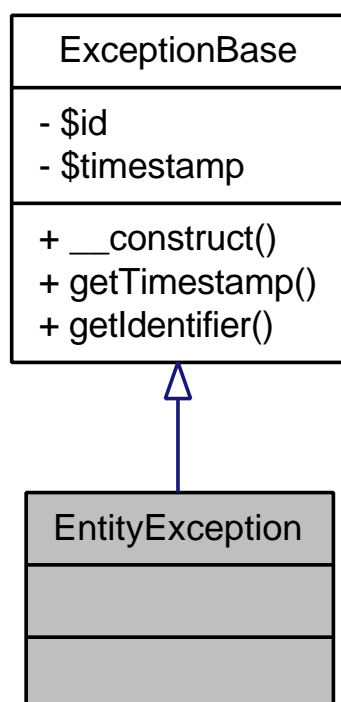 ExceptionBase
- $id
- $timestamp
+ __construct()
+ getTimestamp()
+ getIdentifier()
EntityException